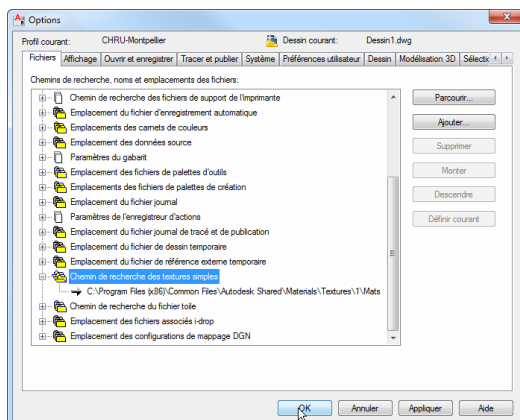 Options
Profil courant: CHRU-Montpellier Dessin courant: Dessin1.dwg
Fichiers Affichage Ouvrir et enregistrer Tracer et publier Système Préférences utilisateur Dessin Modélisation 3D Sélectic
Chemins de recherche, noms et emplacements des fichiers:
Chemin de recherche des fichiers de support de l'imprimante
Emplacement du fichier d'enregistrement automatique
Emplacements des carnets de couleurs
Emplacement des données source
Paramètres du gabarit
Emplacement des fichiers de palettes d'outils
Emplacements des fichiers de palettes de création
Emplacement du fichier journal
Paramètres de l'enregistreur d'actions
Emplacement du fichier journal de tracé et de publication
Emplacement du fichier de dessin temporaire
Emplacement du fichier de référence externe temporaire
Chemin de recherche des textures simples
C:\Program Files (x86)\Common Files\Autodesk Shared\Materials\Textures\1\Mats
Chemin de recherche du fichier toile
Emplacement des fichiers associés i-drop
Emplacement des configurations de mappage DGN
Parcourir...
Ajouter...
Supprimer
Monter
Descendre
Définir courant
OK Annuler Appliquer Aide